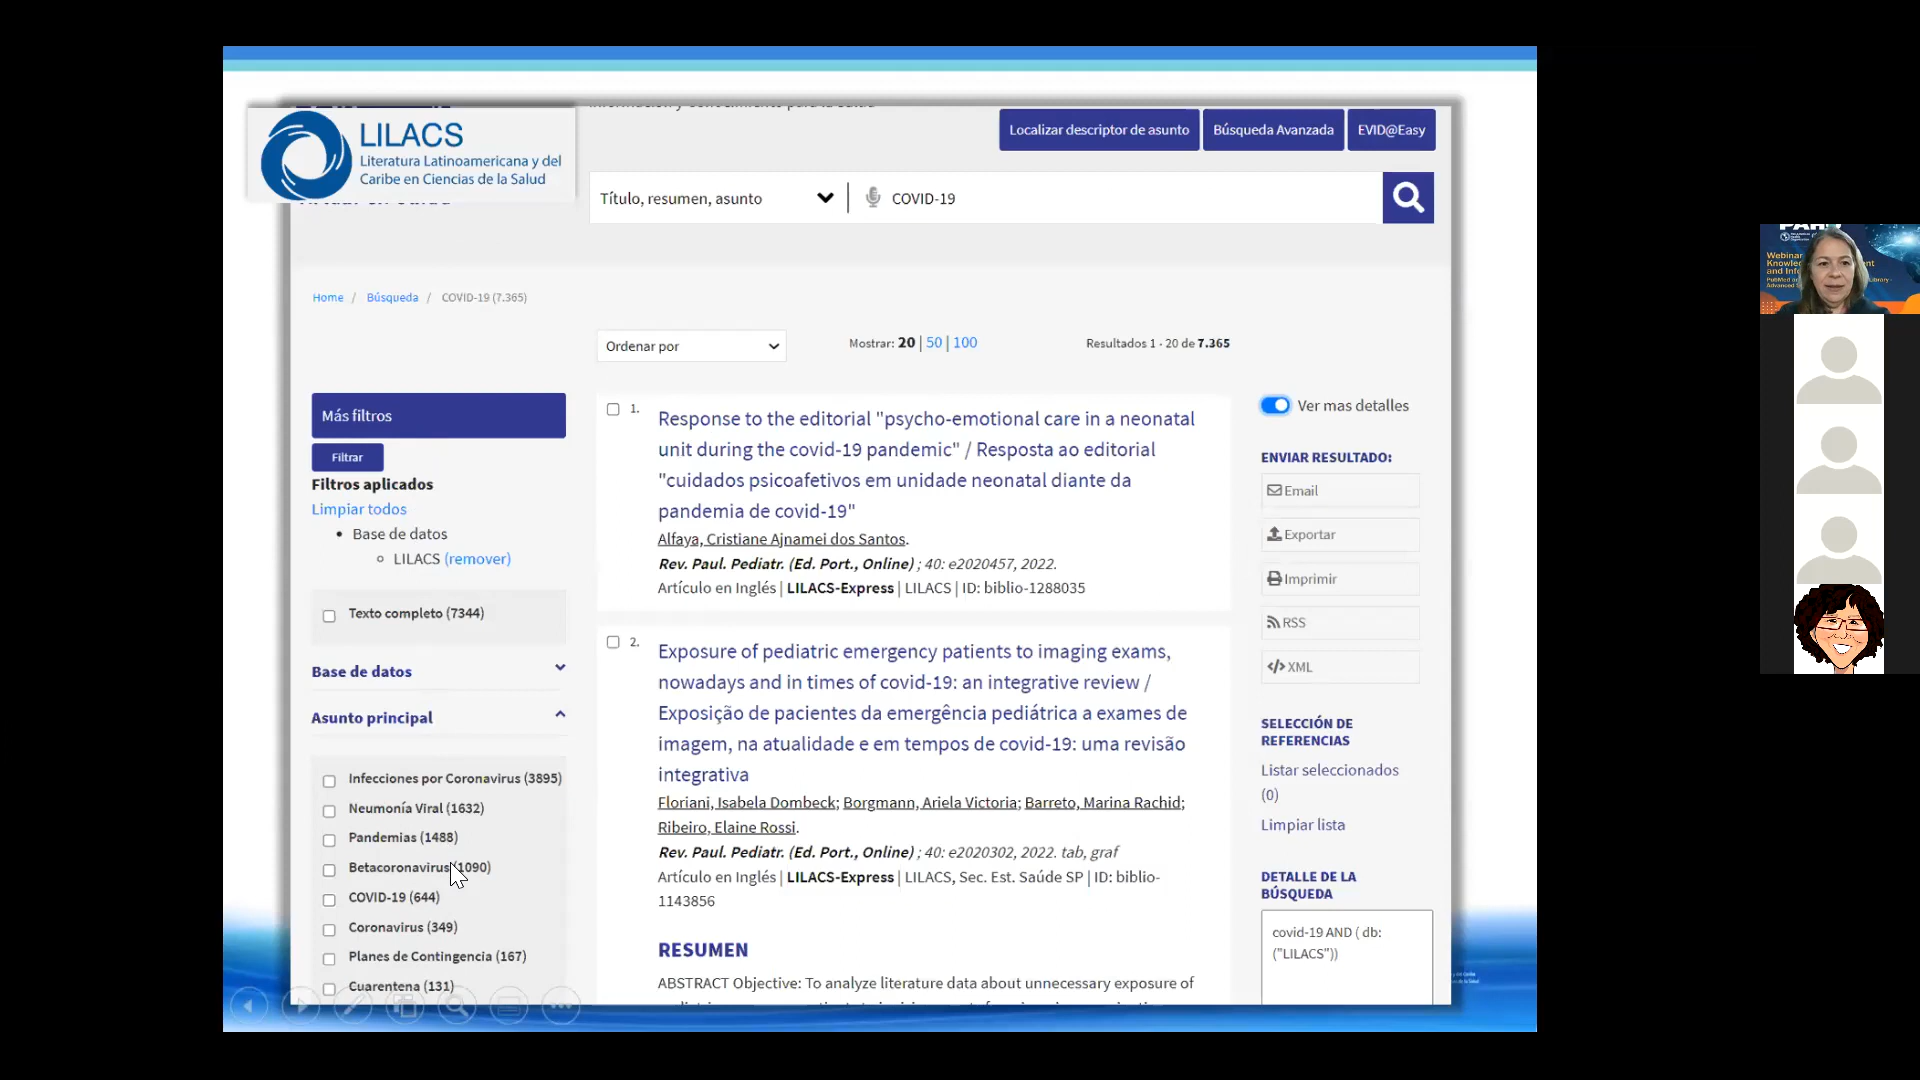 LILACS
Literatura Latinoamericana y del
Caribe en Ciencias de la Salud
Localizar descriptor de asunto
Búsqueda Avanzada
EVID@Easy
Título, resumen, asunto
COVID-19
Home / Búsqueda / COVID-19 (7.365)
Ordenar por
Mostrar: 20 | 50 | 100
Resultados 1 - 20 de 7.365
Más filtros
Filtrar
Filtros aplicados
Limpiar todos
Base de datos
LILACS (remover)
Texto completo (7344)
Base de datos
Asunto principal
Infecciones por Coronavirus (3895)
Neumonía Viral (1632)
Pandemias (1488)
Betacoronavirus (1090)
COVID-19 (644)
Coronavirus (349)
Planes de Contingencia (167)
Cuarentena (131)
1.
Response to the editorial "psycho-emotional care in a neonatal
unit during the covid-19 pandemic" / Resposta ao editorial
"cuidados psicoafetivos em unidade neonatal diante da
pandemia de covid-19"
Alfaya, Cristiane Ajnamei dos Santos.
Rev. Paul. Pediatr. (Ed. Port., Online) ; 40: e2020457, 2022.
Artículo en Inglés | LILACS-Express | LILACS | ID: biblio-1288035
2.
Exposure of pediatric emergency patients to imaging exams,
nowadays and in times of covid-19: an integrative review /
Exposição de pacientes da emergência pediátrica a exames de
imagem, na atualidade e em tempos de covid-19: uma revisão
integrativa
Floriani, Isabela Dombeck; Borgmann, Ariela Victoria; Barreto, Marina Rachid;
Ribeiro, Elaine Rossi.
Rev. Paul. Pediatr. (Ed. Port., Online) ; 40: e2020302, 2022. tab, graf
Artículo en Inglés | LILACS-Express | LILACS, Sec. Est. Saúde SP | ID: biblio-
1143856
RESUMEN
ABSTRACT Objective: To analyze literature data about unnecessary exposure of
Ver mas detalles
ENVIAR RESULTADO:
Email
Exportar
Imprimir
RSS
XML
SELECCIÓN DE
REFERENCIAS
Listar seleccionados
(0)
Limpiar lista
DETALLE DE LA
BÚSQUEDA
covid-19 AND ( db:
("LILACS"))
PAHO
Webinar